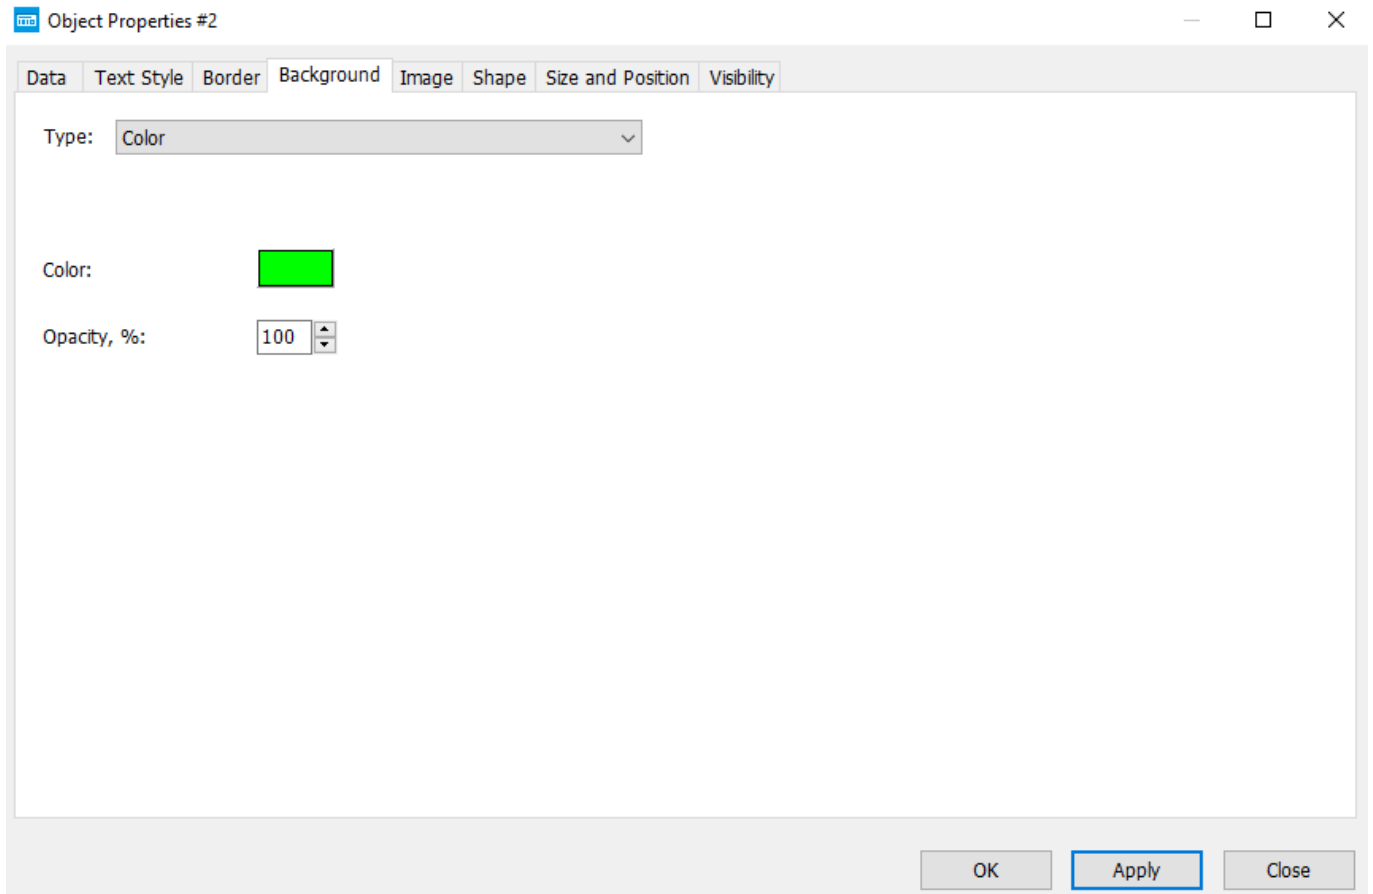 Object Properties #2
Data Text Style Border Background Image Shape Size and Position Visibility
Type: Color
Color:
Opacity, %: 100
OK Apply Close